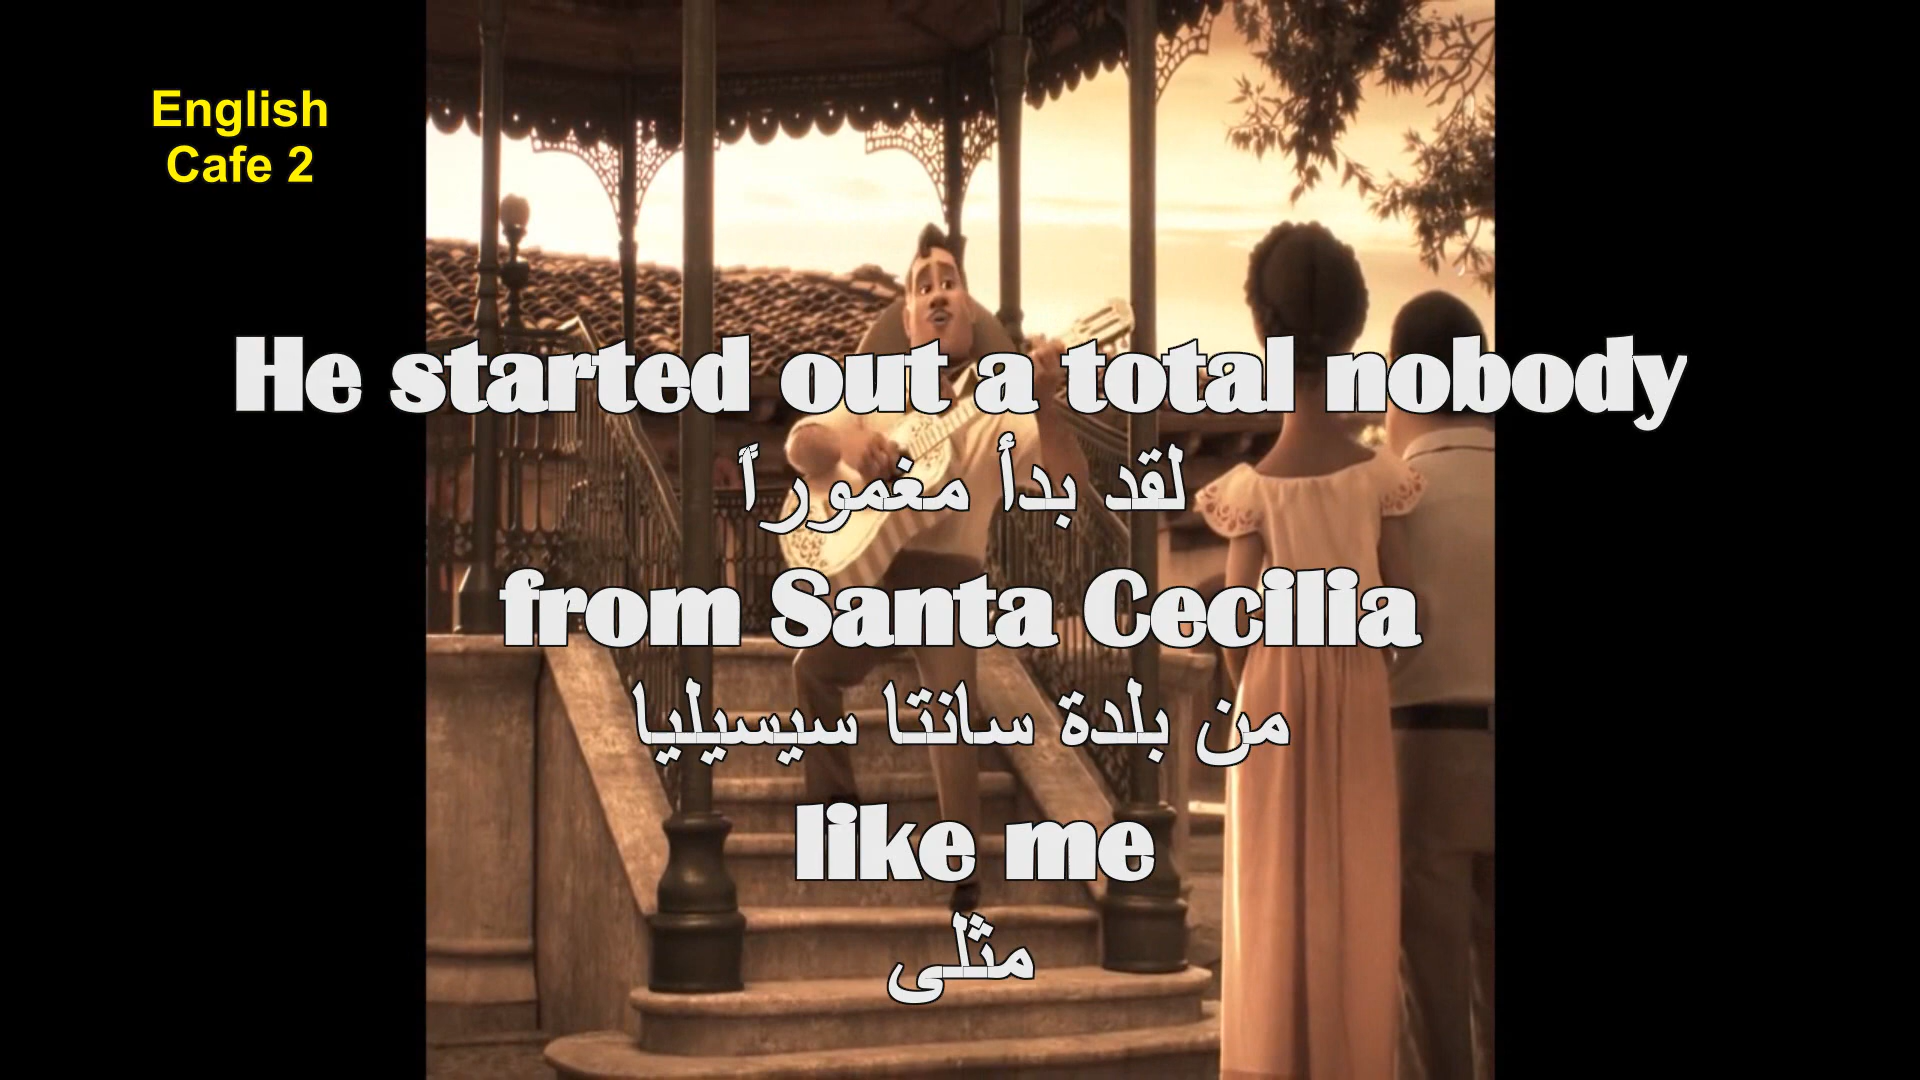 English
Cafe 2
He started out a total nobody
لقد بدأ مغموراً
from Santa Cecilia
من بلدة سانتا سيسيليا
like me
مثلى